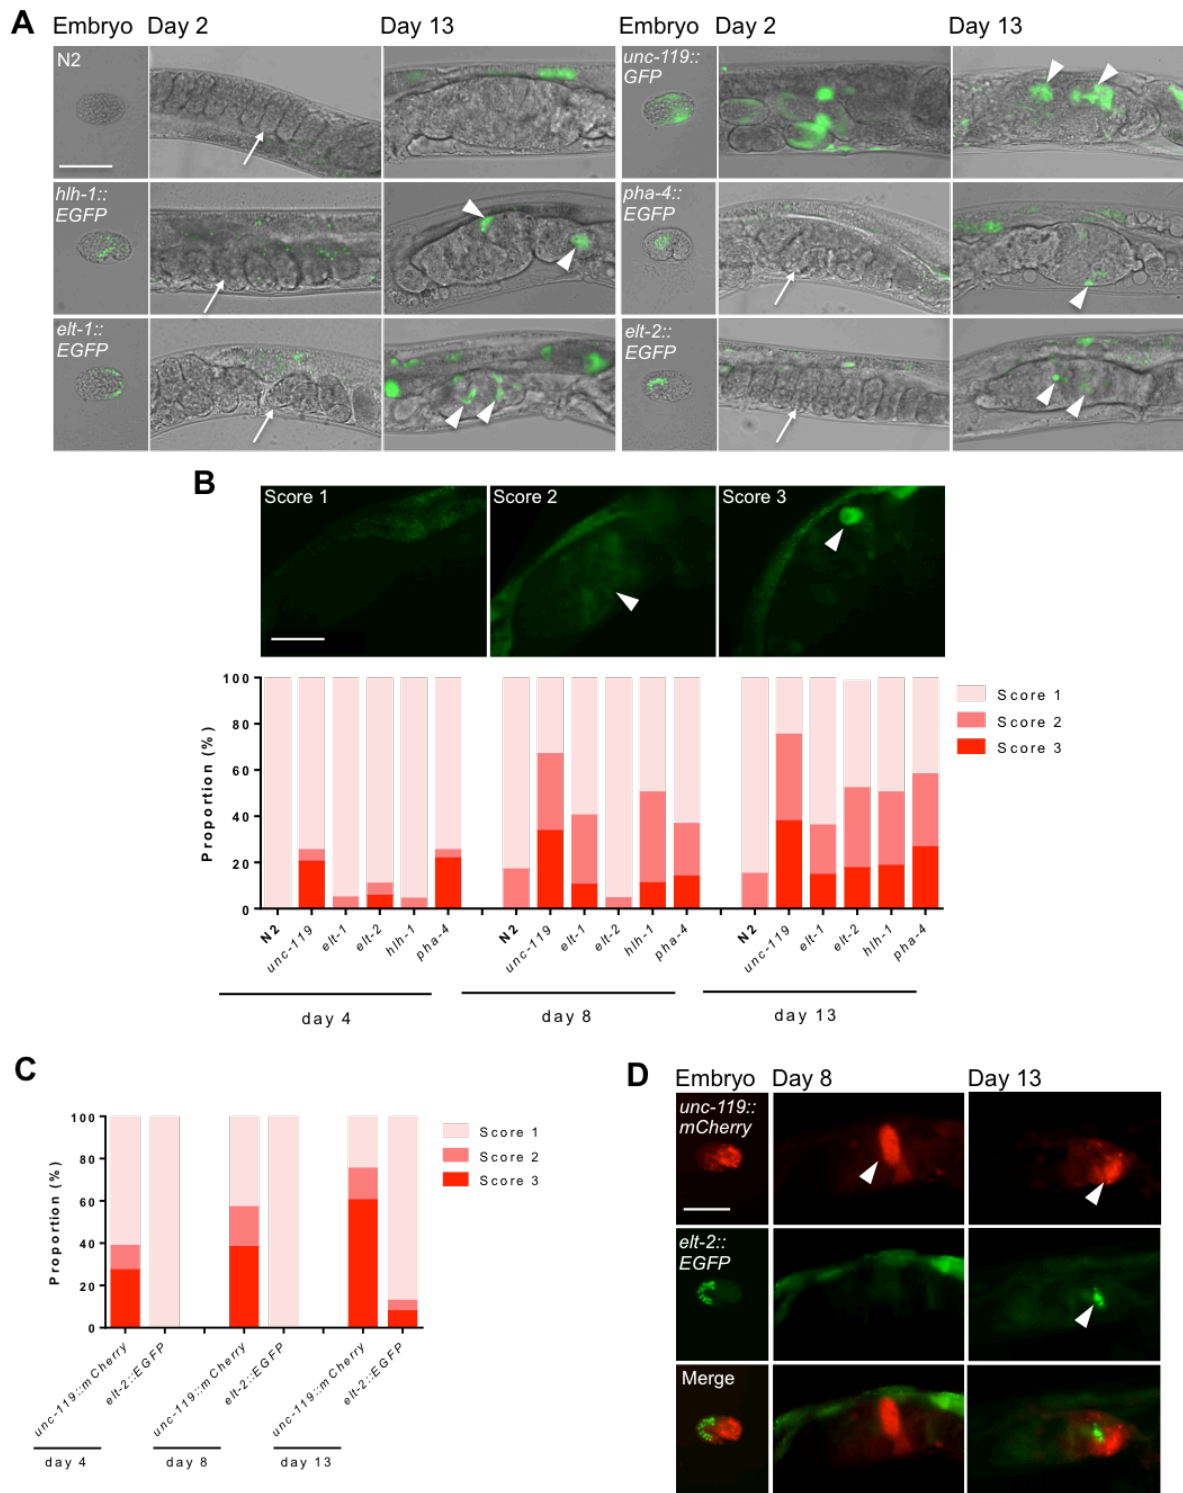 A
Embryo Day 2 Day 13 Embryo Day 2 Day 13
N2
unc-119::
GFP
hlh-1::
EGFP
pha-4::
EGFP
elt-1::
EGFP
elt-2::
EGFP
B
Score 1 Score 2 Score 3
100
80
60
40
20
0
Proportion (%)
Score 1
Score 2
Score 3
N2 unc-119 elt-1 elt-2 hlh-1 pha-4 N2 unc-119 elt-1 elt-2 hlh-1 pha-4 N2 unc-119 elt-1 elt-2 hlh-1 pha-4
day 4 day 8 day 13
C
100
80
60
40
20
0
Proportion (%)
Score 1
Score 2
Score 3
unc-119::mCherry elt-2::EGFP unc-119::mCherry elt-2::EGFP unc-119::mCherry elt-2::EGFP
day 4 day 8 day 13
D
Embryo Day 8 Day 13
unc-119::
mCherry
elt-2::
EGFP
Merge